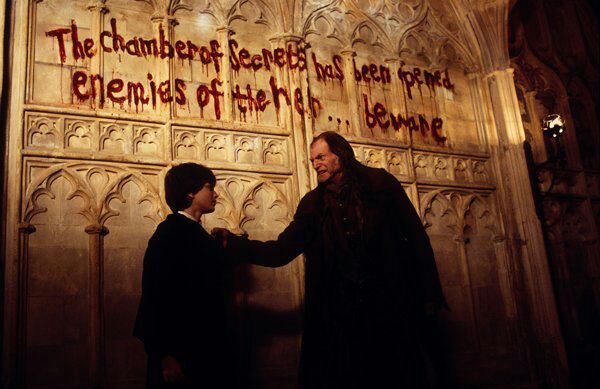 The chamber of Secrets has been opened
enemies of the heir... beware